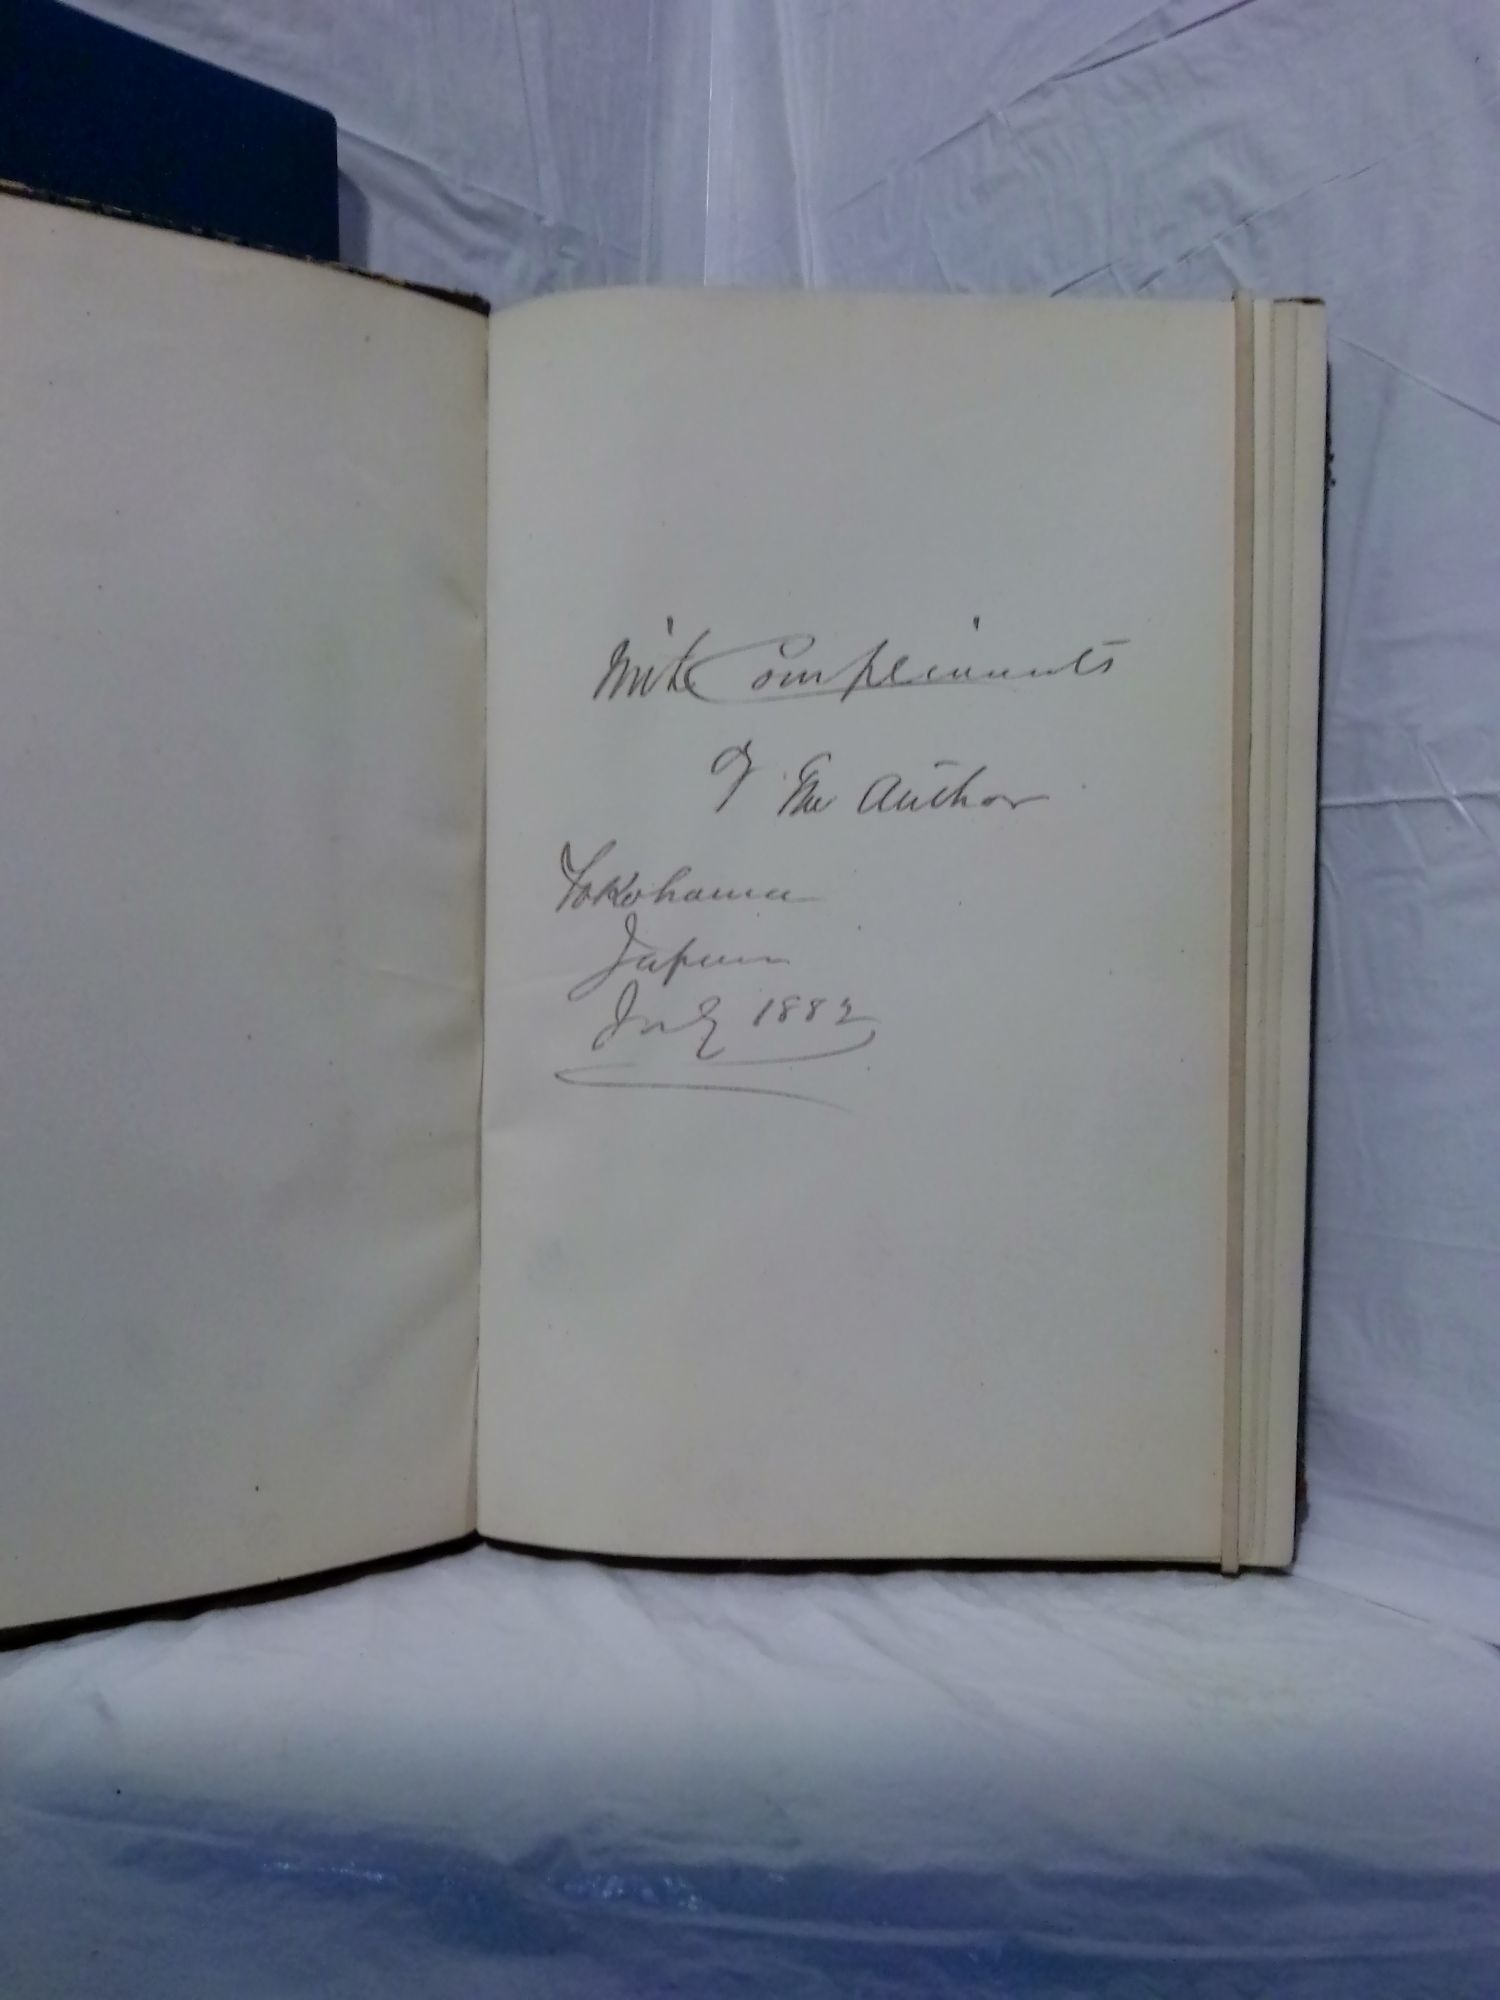 With Compliments
of the Author
Yokohama
Japan
July 1882